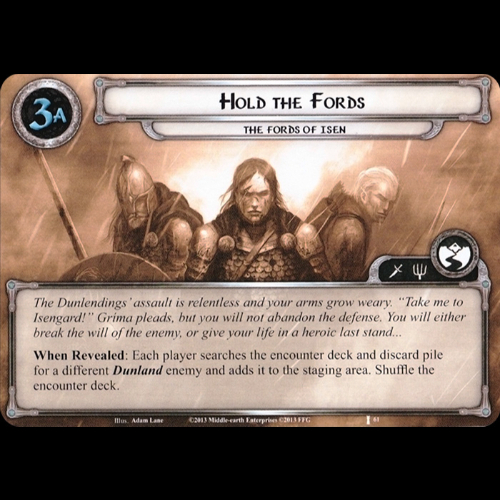 3A
HOLD THE FORDS
THE FORDS OF ISEN
The Dunlendings' assault is relentless and your arms grow weary. "Take me to
Isengard!" Grima pleads, but you will not abandon the defense. You will either
break the will of the enemy, or give your life in a heroic last stand...
When Revealed: Each player searches the encounter deck and discard pile
for a different Dunland enemy and adds it to the staging area. Shuffle the
encounter deck.
Illus. Adam Lane ©2013 Middle-earth Enterprises ©2013 FFG 84